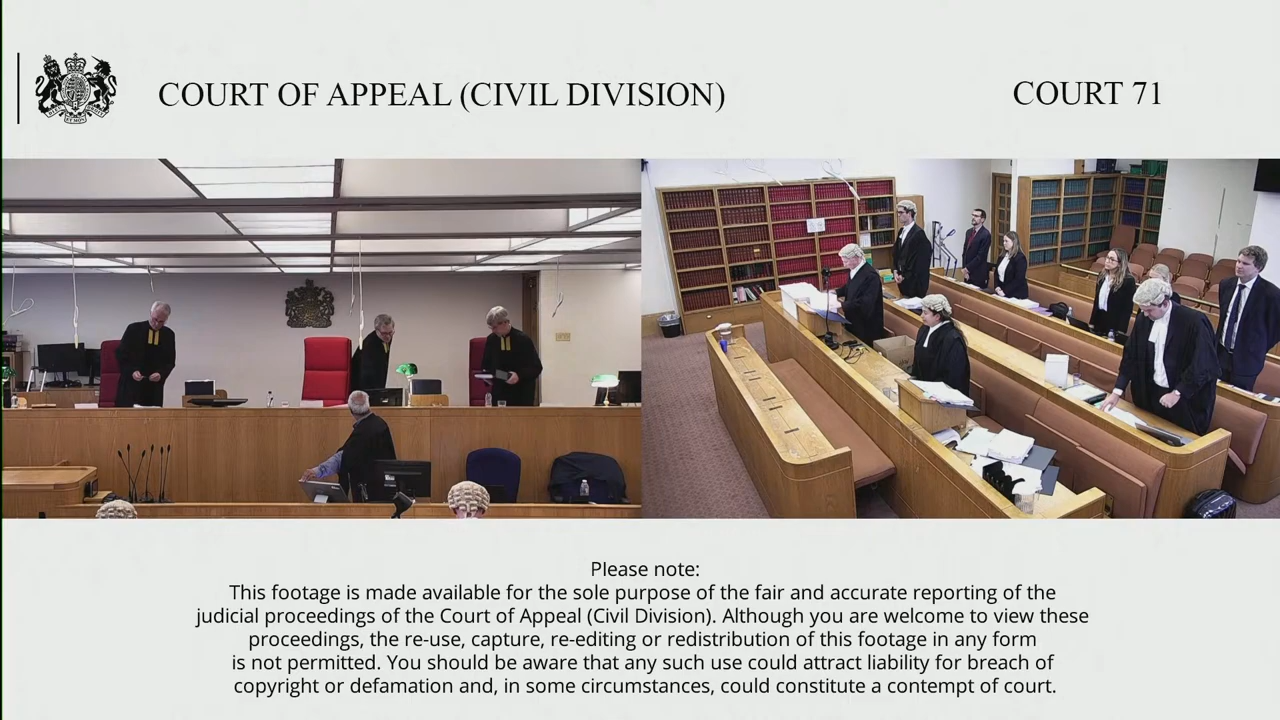 COURT OF APPEAL (CIVIL DIVISION)
COURT 71
Please note:
This footage is made available for the sole purpose of the fair and accurate reporting of the
judicial proceedings of the Court of Appeal (Civil Division). Although you are welcome to view these
proceedings, the re-use, capture, re-editing or redistribution of this footage in any form
is not permitted. You should be aware that any such use could attract liability for breach of
copyright or defamation and, in some circumstances, could constitute a contempt of court.